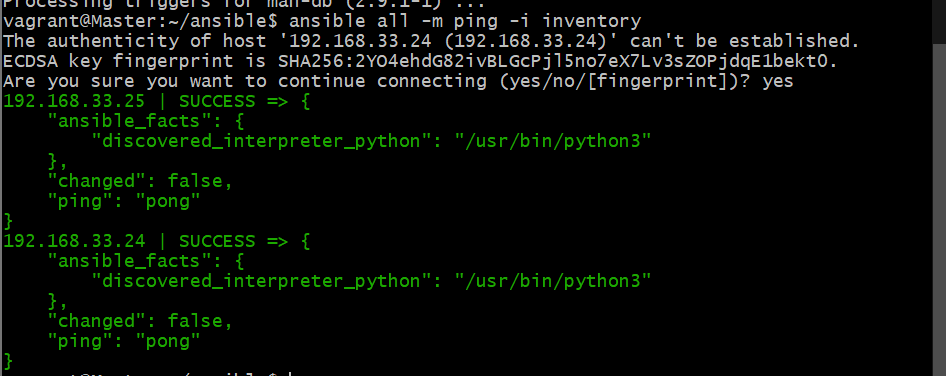 Processing triggers for man-db (2.9.1-1) ...
vagrant@Master:~/ansible$ ansible all -m ping -i inventory
The authenticity of host '192.168.33.24 (192.168.33.24)' can't be established.
ECDSA key fingerprint is SHA256:2YO4ehdG82ivBLGcPjl5no7eX7Lv3sZOPjdqE1bekt0.
Are you sure you want to continue connecting (yes/no/[fingerprint])? yes
192.168.33.25 | SUCCESS => {
    "ansible_facts": {
        "discovered_interpreter_python": "/usr/bin/python3"
    },
    "changed": false,
    "ping": "pong"
}
192.168.33.24 | SUCCESS => {
    "ansible_facts": {
        "discovered_interpreter_python": "/usr/bin/python3"
    },
    "changed": false,
    "ping": "pong"
}